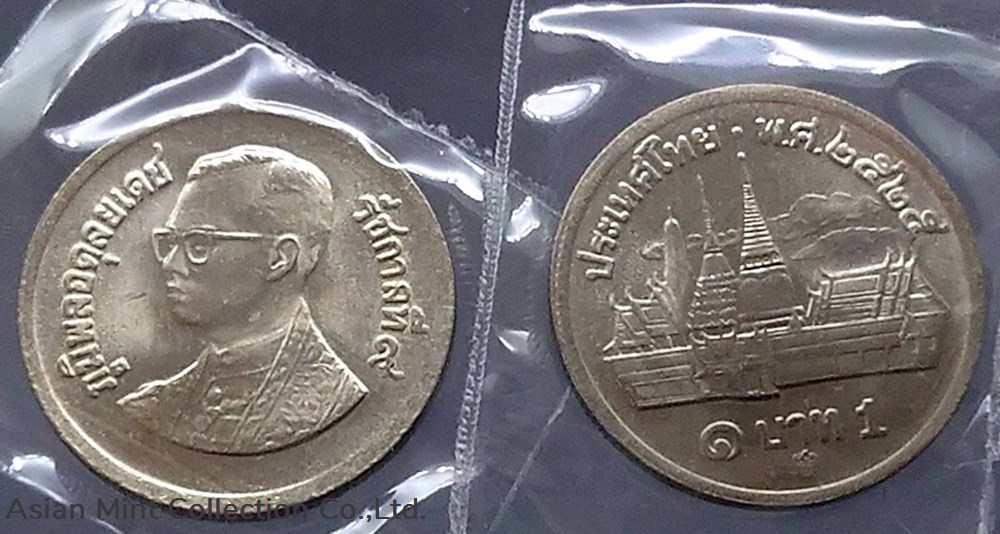 ภูมิพลอดุลยเดช
รัชกาลที่๙
ประเทศไทย · พ.ศ.๒๕๒๕
๑ บาท 1
Asian Mint Collection Co.,Ltd.